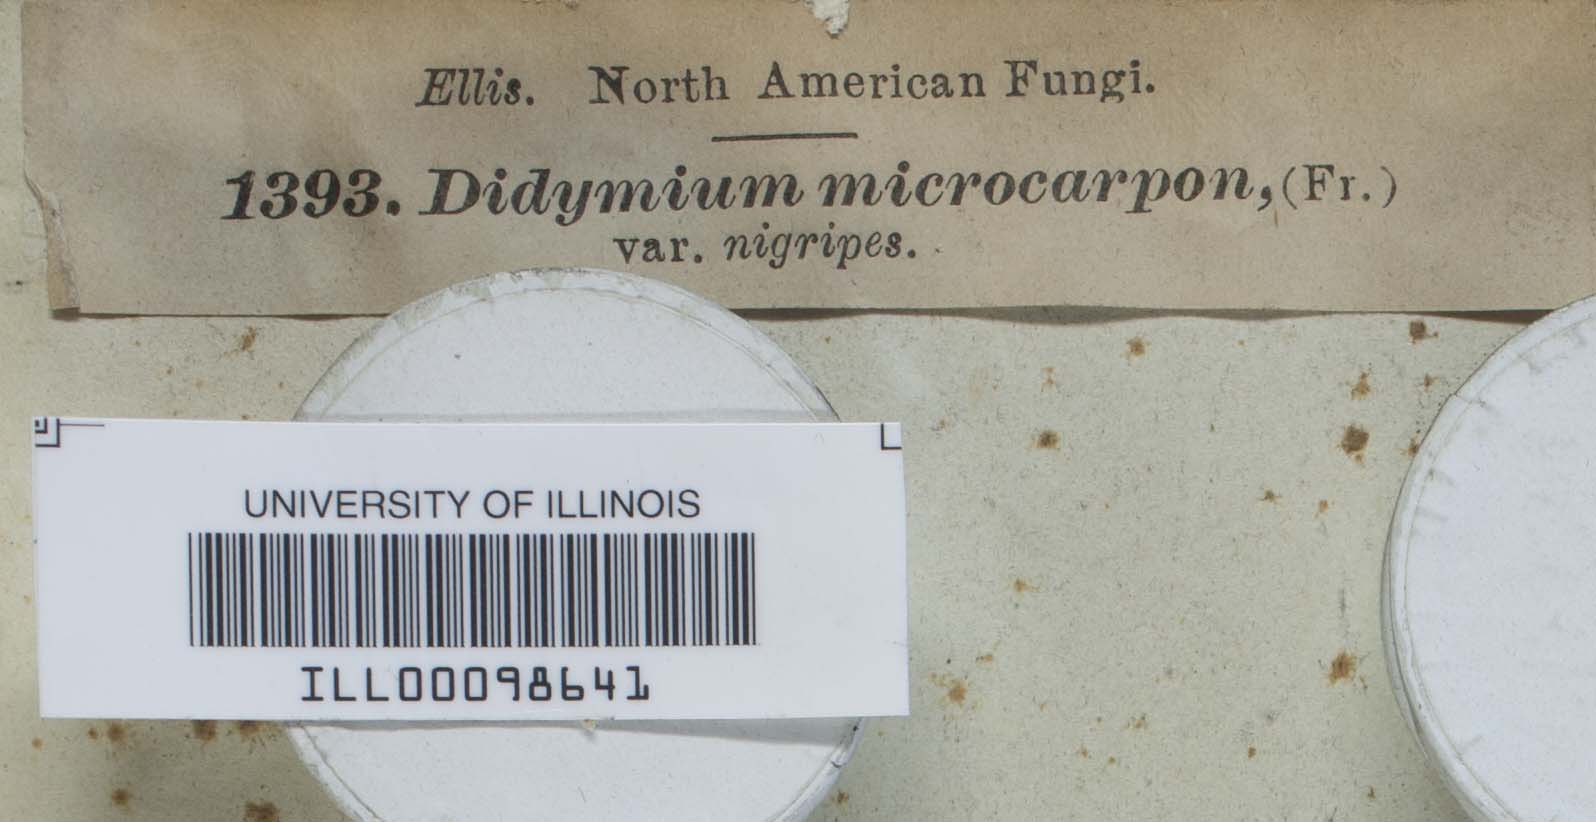 Ellis. North American Fungi.
1393. Didymium microcarpon, (Fr.)
var. nigripes.
UNIVERSITY OF ILLINOIS
ILL00098641